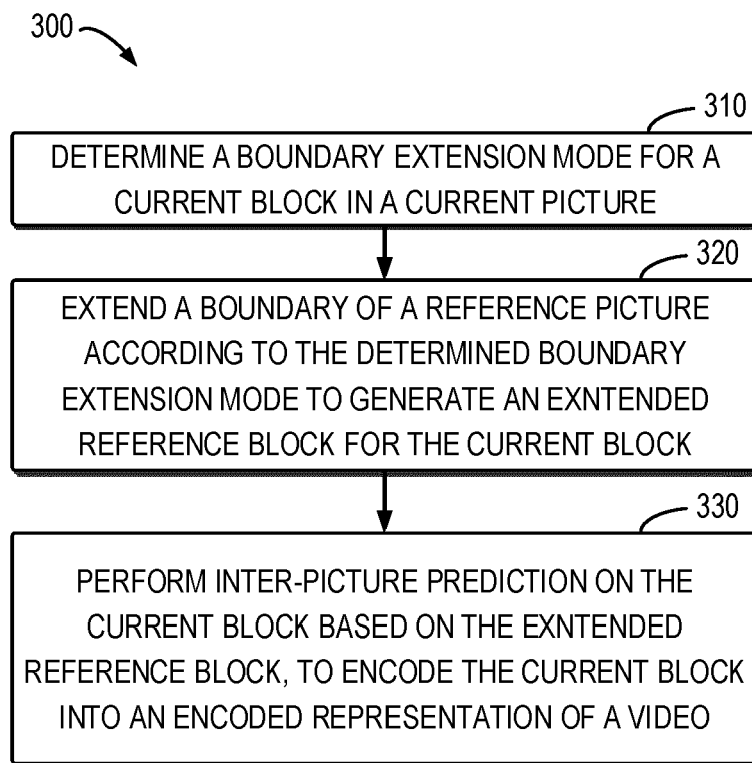 300
310
DETERMINE A BOUNDARY EXTENSION MODE FOR A
CURRENT BLOCK IN A CURRENT PICTURE
320
EXTEND A BOUNDARY OF A REFERENCE PICTURE
ACCORDING TO THE DETERMINED BOUNDARY
EXTENSION MODE TO GENERATE AN EXNTENDED
REFERENCE BLOCK FOR THE CURRENT BLOCK
330
PERFORM INTER-PICTURE PREDICTION ON THE
CURRENT BLOCK BASED ON THE EXNTENDED
REFERENCE BLOCK, TO ENCODE THE CURRENT BLOCK
INTO AN ENCODED REPRESENTATION OF A VIDEO